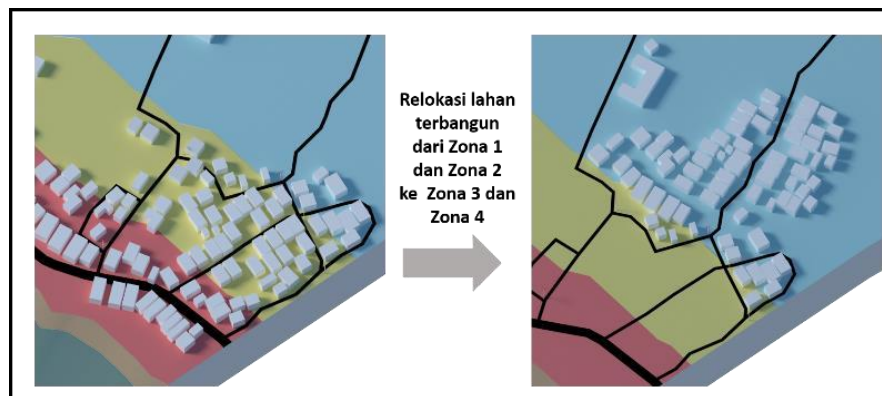 Relokasi lahan
terbangun
dari Zona 1
dan Zona 2
ke Zona 3 dan
Zona 4